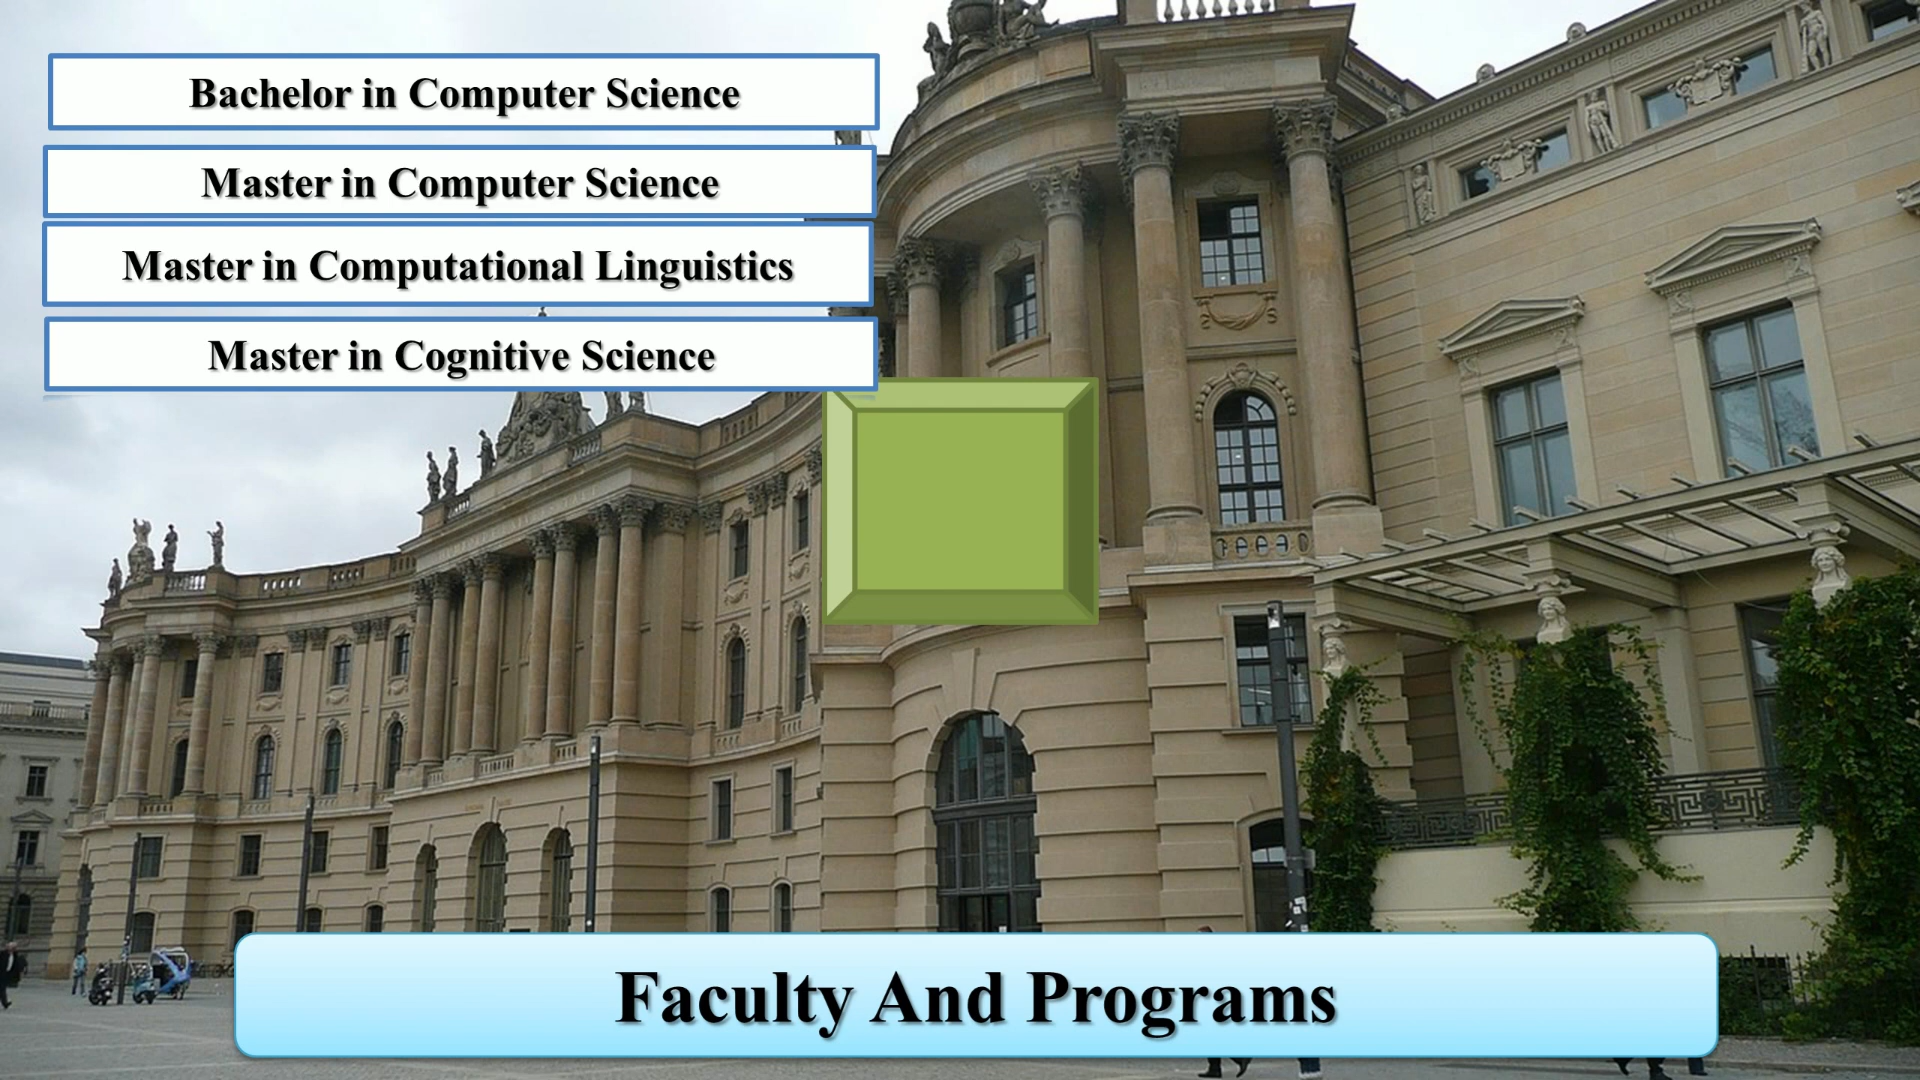 Bachelor in Computer Science
Master in Computer Science
Master in Computational Linguistics
Master in Cognitive Science
Faculty And Programs